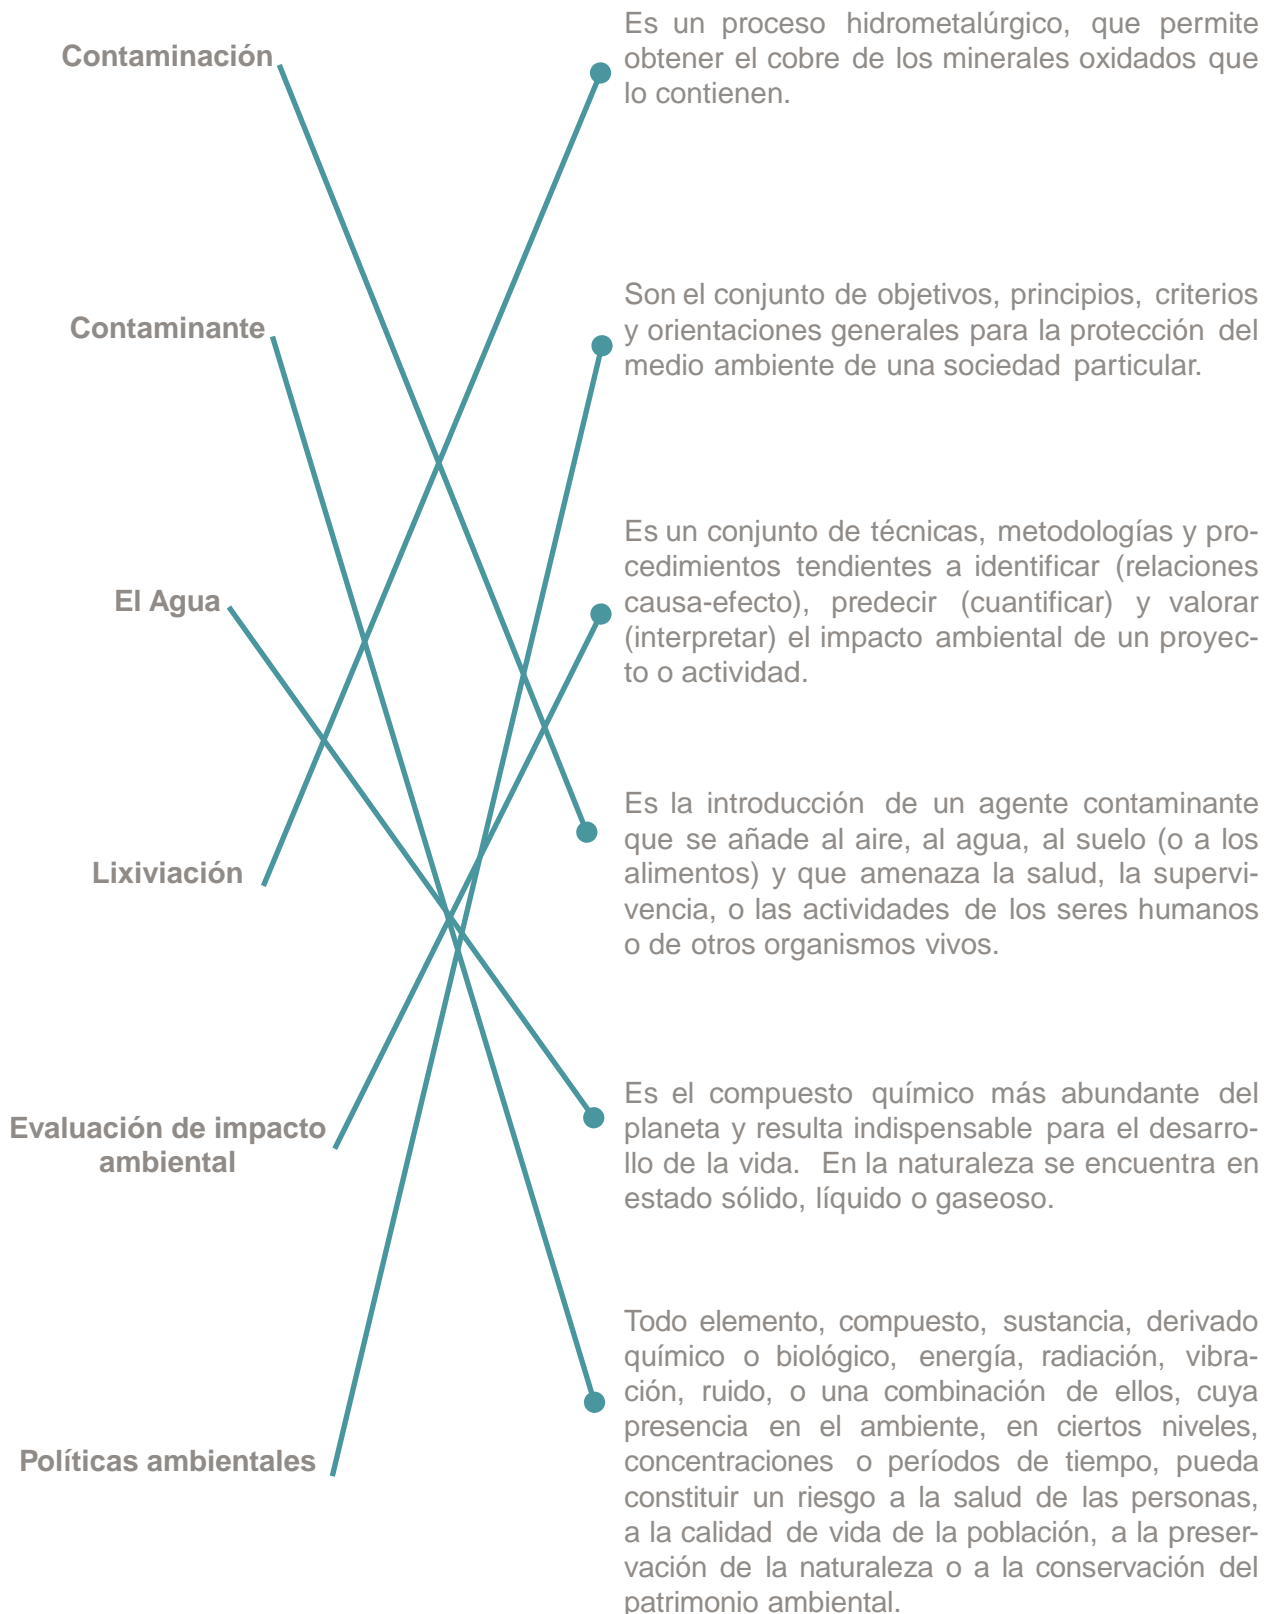 Contaminación
Es un proceso hidrometalúrgico, que permite
obtener el cobre de los minerales oxidados que
lo contienen.
Contaminante
Son el conjunto de objetivos, principios, criterios
y orientaciones generales para la protección del
medio ambiente de una sociedad particular.
El Agua
Es un conjunto de técnicas, metodologías y pro-
cedimientos tendientes a identificar (relaciones
causa-efecto), predecir (cuantificar) y valorar
(interpretar) el impacto ambiental de un proyec-
to o actividad.
Lixiviación
Es la introducción de un agente contaminante
que se añade al aire, al agua, al suelo (o a los
alimentos) y que amenaza la salud, la supervi-
vencia, o las actividades de los seres humanos
o de otros organismos vivos.
Evaluación de impacto
ambiental
Es el compuesto químico más abundante del
planeta y resulta indispensable para el desarro-
llo de la vida. En la naturaleza se encuentra en
estado sólido, líquido o gaseoso.
Políticas ambientales
Todo elemento, compuesto, sustancia, derivado
químico o biológico, energía, radiación, vibra-
ción, ruido, o una combinación de ellos, cuya
presencia en el ambiente, en ciertos niveles,
concentraciones o períodos de tiempo, pueda
constituir un riesgo a la salud de las personas,
a la calidad de vida de la población, a la preser-
vación de la naturaleza o a la conservación del
patrimonio ambiental.